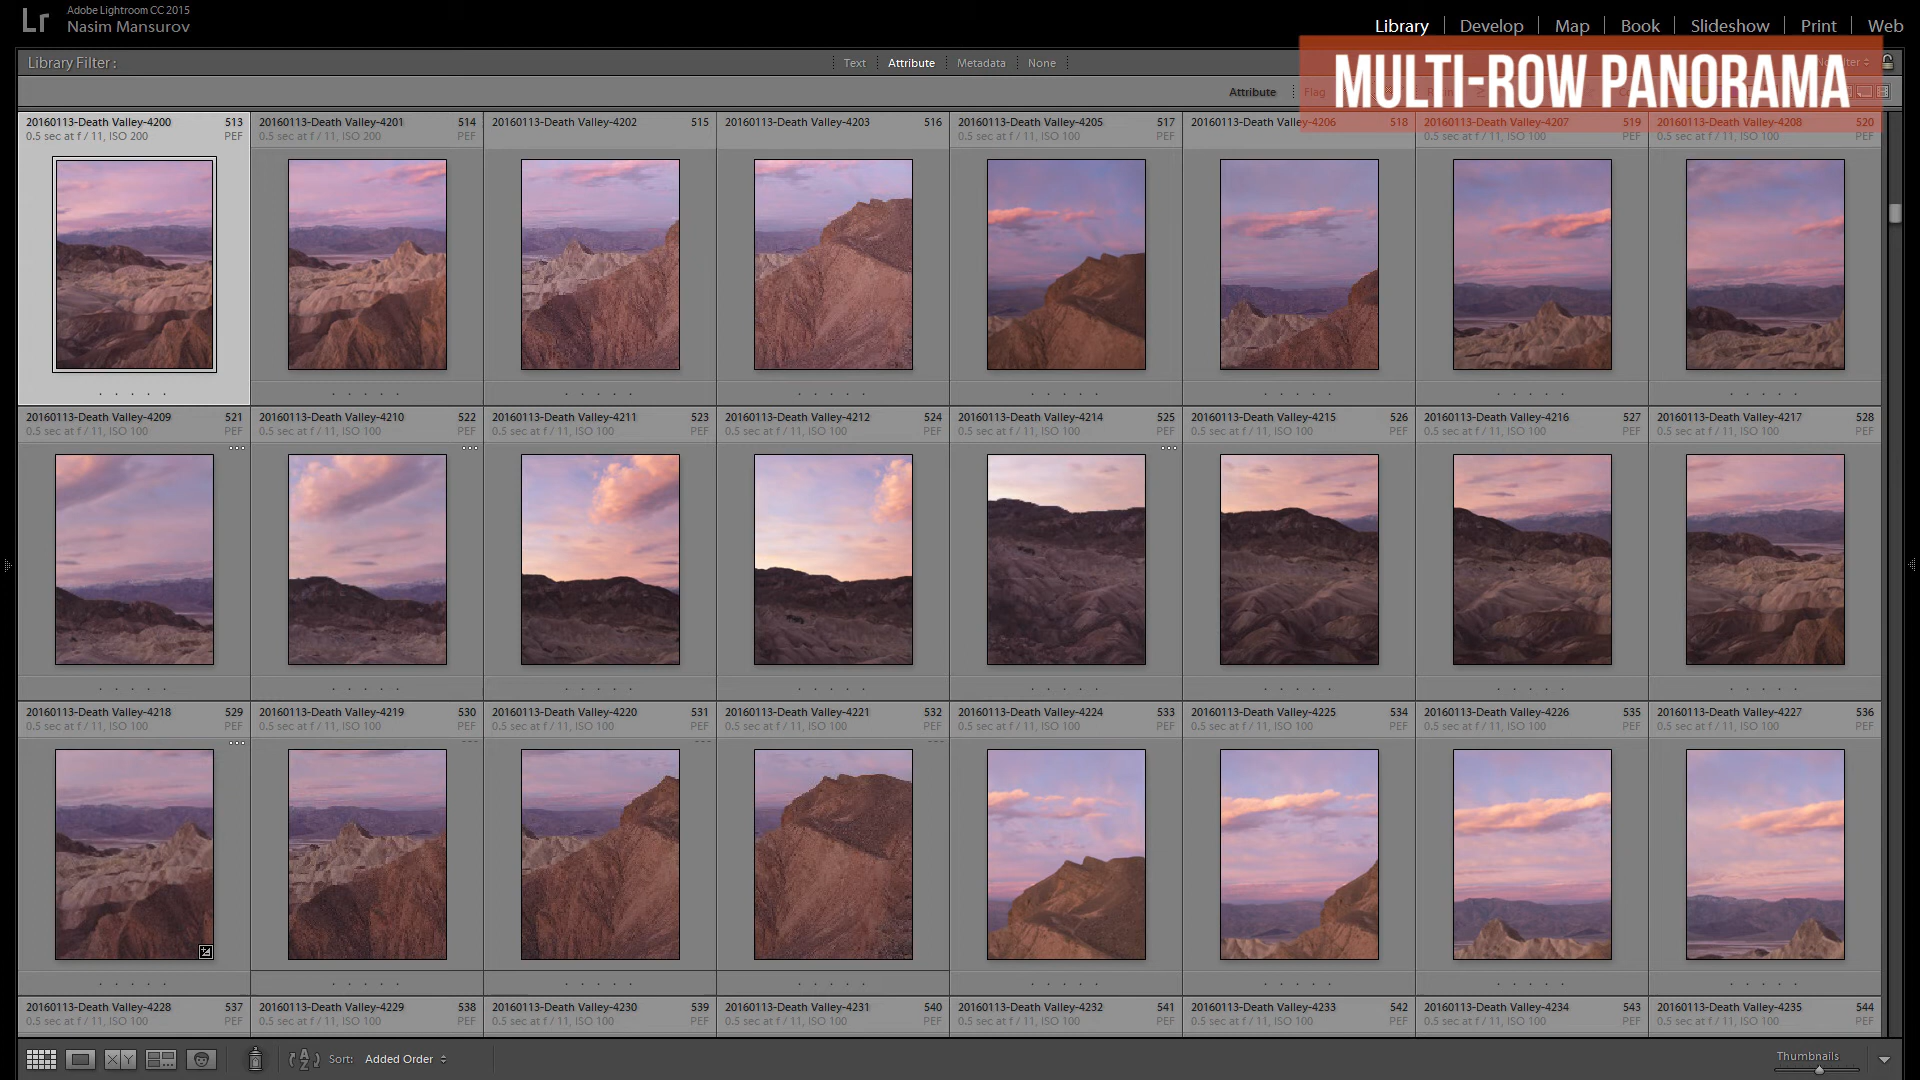 Lr
Adobe Lightroom CC 2015
Nasim Mansurov
Library Develop Map Book Slideshow Print Web
Library Filter :
Text Attribute Metadata None
MULTI-ROW PANORAMA
Attribute Flag
20160113-Death Valley-4200 513 20160113-Death Valley-4201 514 20160113-Death Valley-4202 515 20160113-Death Valley-4203 516 20160113-Death Valley-4205 517 20160113-Death Valley-4206 518 20160113-Death Valley-4207 519 20160113-Death Valley-4208 520
0.5 sec at f / 11, ISO 200 PEF 0.5 sec at f / 11, ISO 200 PEF 0.5 sec at f / 11, ISO 100 PEF 0.5 sec at f / 11, ISO 100 PEF 0.5 sec at f / 11, ISO 100 PEF
20160113-Death Valley-4209 521 20160113-Death Valley-4210 522 20160113-Death Valley-4211 523 20160113-Death Valley-4212 524 20160113-Death Valley-4214 525 20160113-Death Valley-4215 526 20160113-Death Valley-4216 527 20160113-Death Valley-4217 528
0.5 sec at f / 11, ISO 100 PEF 0.5 sec at f / 11, ISO 100 PEF 0.5 sec at f / 11, ISO 100 PEF 0.5 sec at f / 11, ISO 100 PEF 0.5 sec at f / 11, ISO 100 PEF 0.5 sec at f / 11, ISO 100 PEF 0.5 sec at f / 11, ISO 100 PEF 0.5 sec at f / 11, ISO 100 PEF
20160113-Death Valley-4218 529 20160113-Death Valley-4219 530 20160113-Death Valley-4220 531 20160113-Death Valley-4221 532 20160113-Death Valley-4224 533 20160113-Death Valley-4225 534 20160113-Death Valley-4226 535 20160113-Death Valley-4227 536
0.5 sec at f / 11, ISO 100 PEF 0.5 sec at f / 11, ISO 100 PEF 0.5 sec at f / 11, ISO 100 PEF 0.5 sec at f / 11, ISO 100 PEF 0.5 sec at f / 11, ISO 100 PEF 0.5 sec at f / 11, ISO 100 PEF 0.5 sec at f / 11, ISO 100 PEF 0.5 sec at f / 11, ISO 100 PEF
20160113-Death Valley-4228 537 20160113-Death Valley-4229 538 20160113-Death Valley-4230 539 20160113-Death Valley-4231 540 20160113-Death Valley-4232 541 20160113-Death Valley-4233 542 20160113-Death Valley-4234 543 20160113-Death Valley-4235 544
0.5 sec at f / 11, ISO 100 PEF 0.5 sec at f / 11, ISO 100 PEF 0.5 sec at f / 11, ISO 100 PEF 0.5 sec at f / 11, ISO 100 PEF 0.5 sec at f / 11, ISO 100 PEF 0.5 sec at f / 11, ISO 100 PEF 0.5 sec at f / 11, ISO 100 PEF 0.5 sec at f / 11, ISO 100 PEF
X Y A Z Sort: Added Order Thumbnails